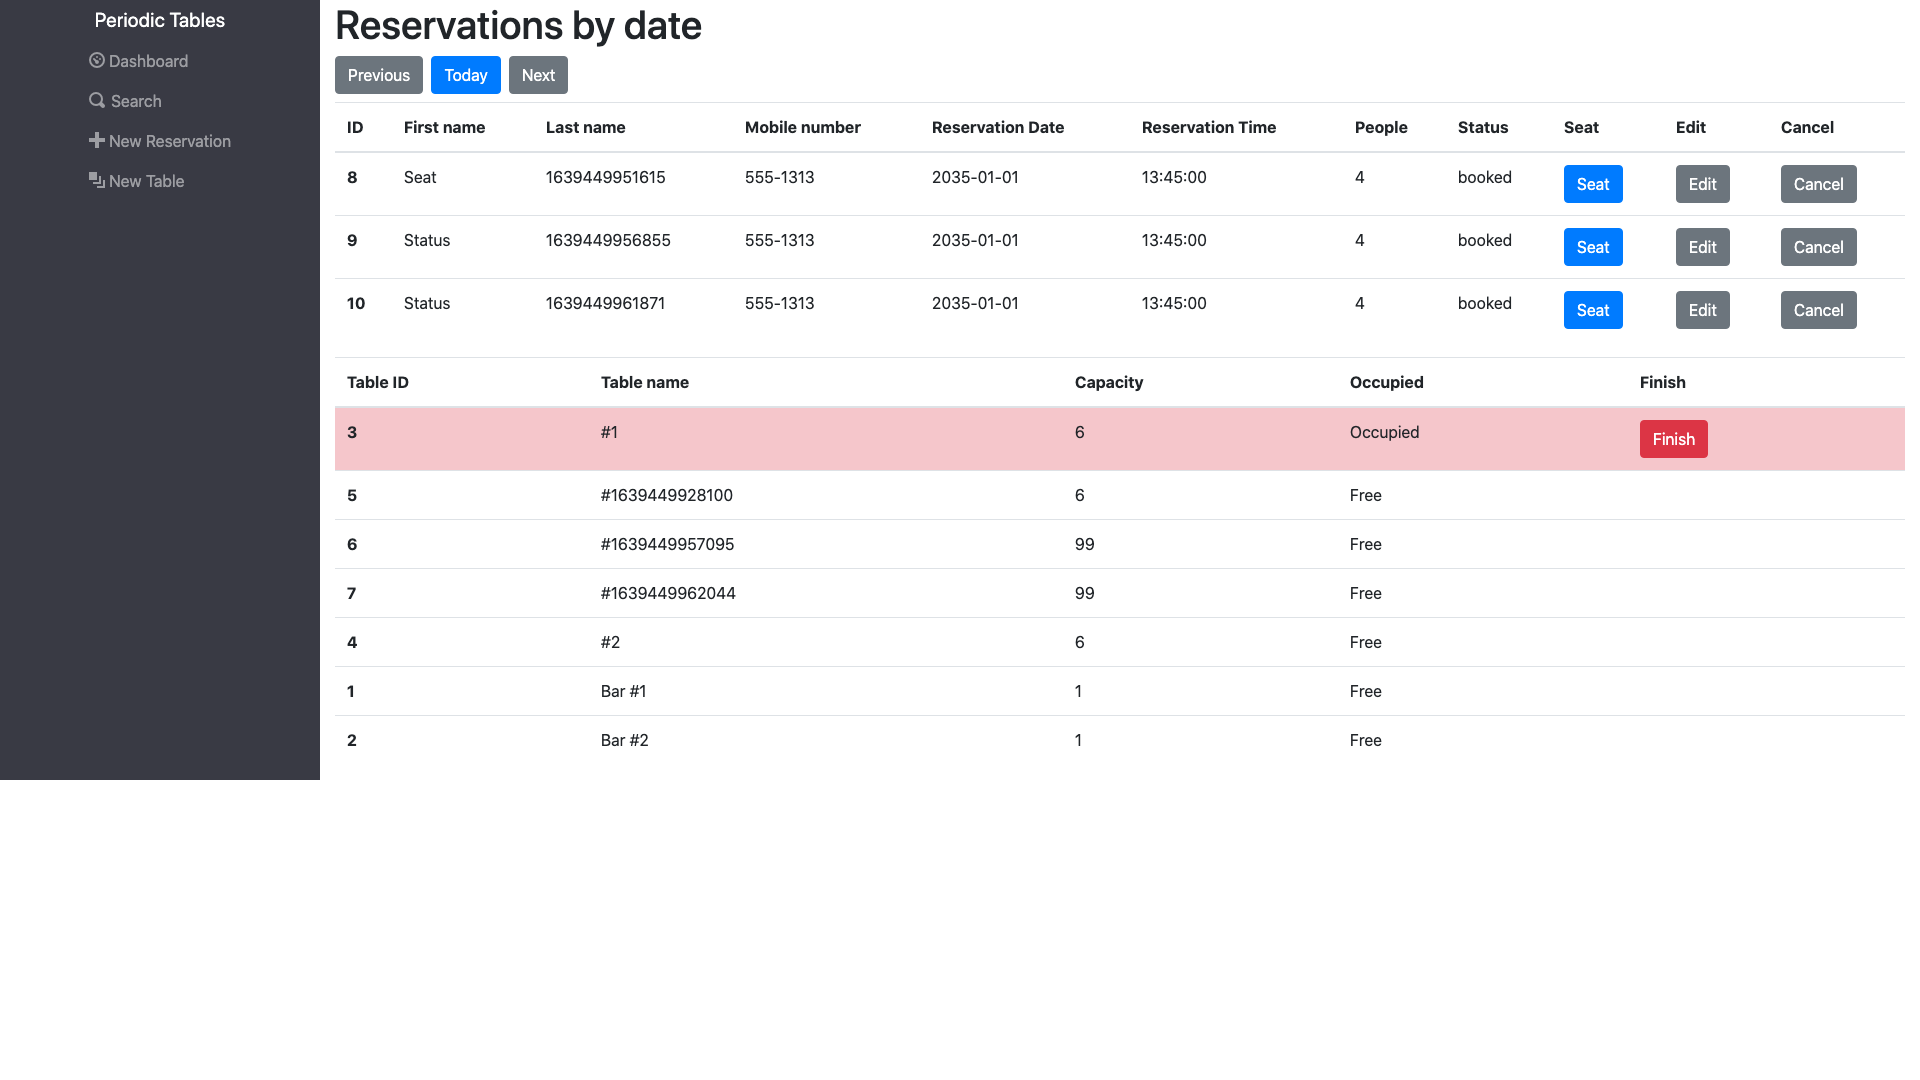 Periodic Tables
Dashboard
Search
New Reservation
New Table
Reservations by date
Previous Today Next
ID First name Last name Mobile number Reservation Date Reservation Time People Status Seat Edit Cancel
8 Seat 1639449951615 555-1313 2035-01-01 13:45:00 4 booked Seat Edit Cancel
9 Status 1639449956855 555-1313 2035-01-01 13:45:00 4 booked Seat Edit Cancel
10 Status 1639449961871 555-1313 2035-01-01 13:45:00 4 booked Seat Edit Cancel
Table ID Table name Capacity Occupied Finish
3 #1 6 Occupied Finish
5 #1639449928100 6 Free
6 #1639449957095 99 Free
7 #1639449962044 99 Free
4 #2 6 Free
1 Bar #1 1 Free
2 Bar #2 1 Free